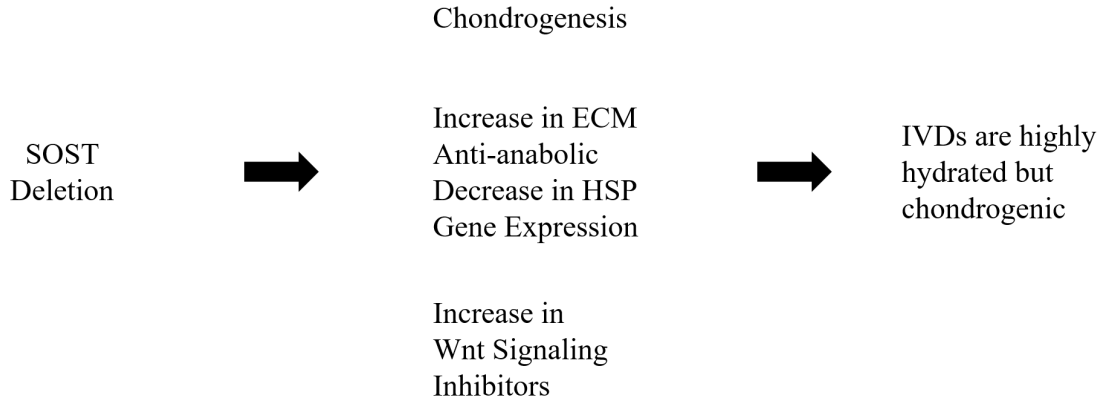 SOST
Deletion
Chondrogenesis
Increase in ECM
Anti-anabolic
Decrease in HSP
Gene Expression
Increase in
Wnt Signaling
Inhibitors
IVDs are highly
hydrated but
chondrogenic